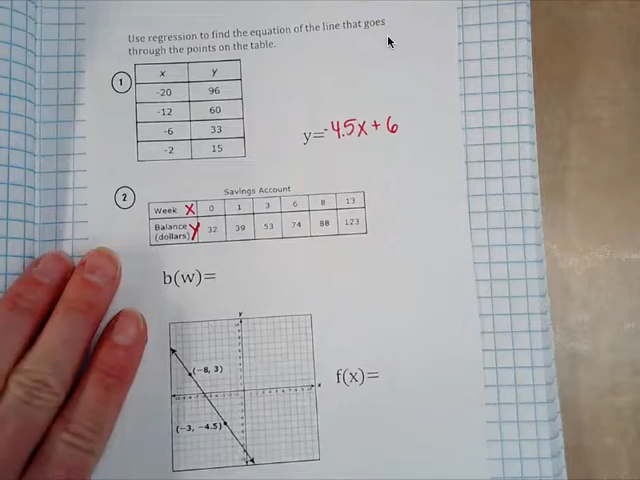 Use regression to find the equation of the line that goes
through the points on the table.
1
x y
-20 96
-12 60
-6 33
-2 15
y=-4.5x+6
2
Savings Account
Week X 0 1 3 6 8 13
Balance Y (dollars) 32 39 53 74 88 123
b(w)=
y
(−8, 3)
x
f(x)=
(−3, −4.5)